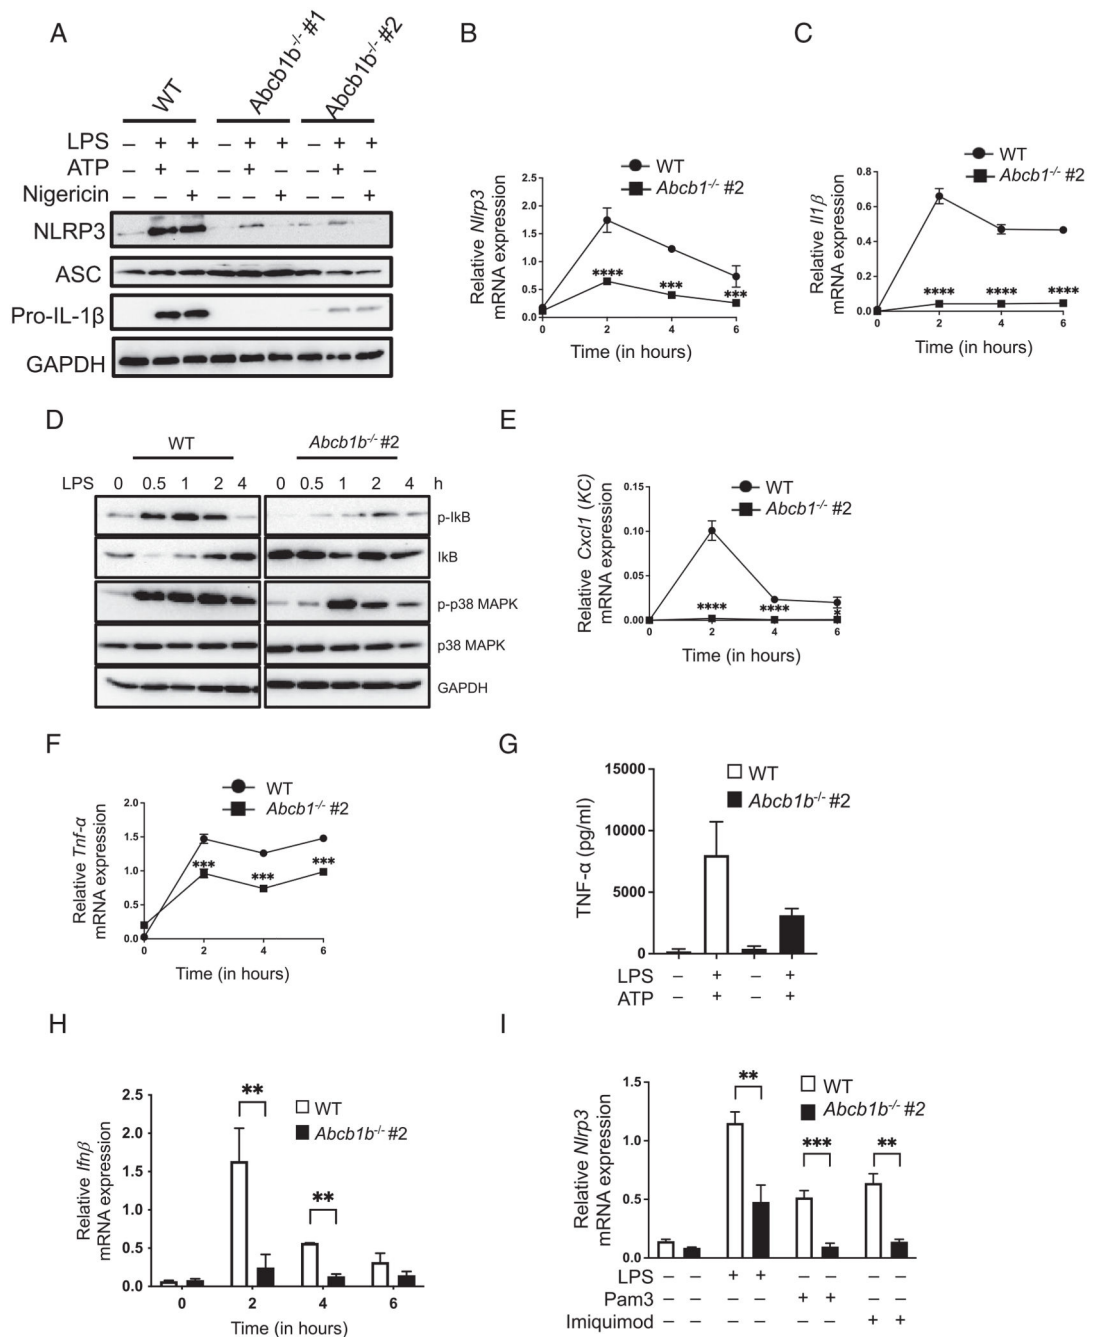 A
WT
Abcb1b-/- #1
Abcb1b-/- #2
LPS – + + – + + – + +
ATP – + – – + – – + –
Nigericin – – + – – + – – +
NLRP3
ASC
Pro-IL-1β
GAPDH
B
WT
Abcb1-/- #2
Relative Nlrp3
mRNA expression
2.5
2.0
1.5
1.0
0.5
0.0
****
***
***
0 2 4 6
Time (in hours)
C
WT
Abcb1-/- #2
Relative Il1β
mRNA expression
0.8
0.6
0.4
0.2
0.0
**** **** ****
0 2 4 6
Time (in hours)
D
WT
Abcb1b-/- #2
LPS 0 0.5 1 2 4 0 0.5 1 2 4 h
p-IkB
IkB
p-p38 MAPK
p38 MAPK
GAPDH
E
WT
Abcb1-/- #2
Relative Cxcl1 (KC)
mRNA expression
0.15
0.10
0.05
0.00
**** **** *
0 2 4 6
Time (in hours)
F
WT
Abcb1-/- #2
Relative Tnf-α
mRNA expression
2.0
1.5
1.0
0.5
0.0
*** *** ***
0 2 4 6
Time (in hours)
G
WT
Abcb1b-/- #2
TNF-α (pg/ml)
15000
10000
5000
0
LPS – + – +
ATP – + – +
H
WT
Abcb1b-/- #2
Relative Ifnβ
mRNA expression
2.5
2.0
1.5
1.0
0.5
0.0
**
**
0 2 4 6
Time (in hours)
I
WT
Abcb1b-/- #2
Relative Nlrp3
mRNA expression
1.5
1.0
0.5
0.0
**
***
**
LPS – – + + – – – –
Pam3 – – – – + + – –
Imiquimod – – – – – – + +